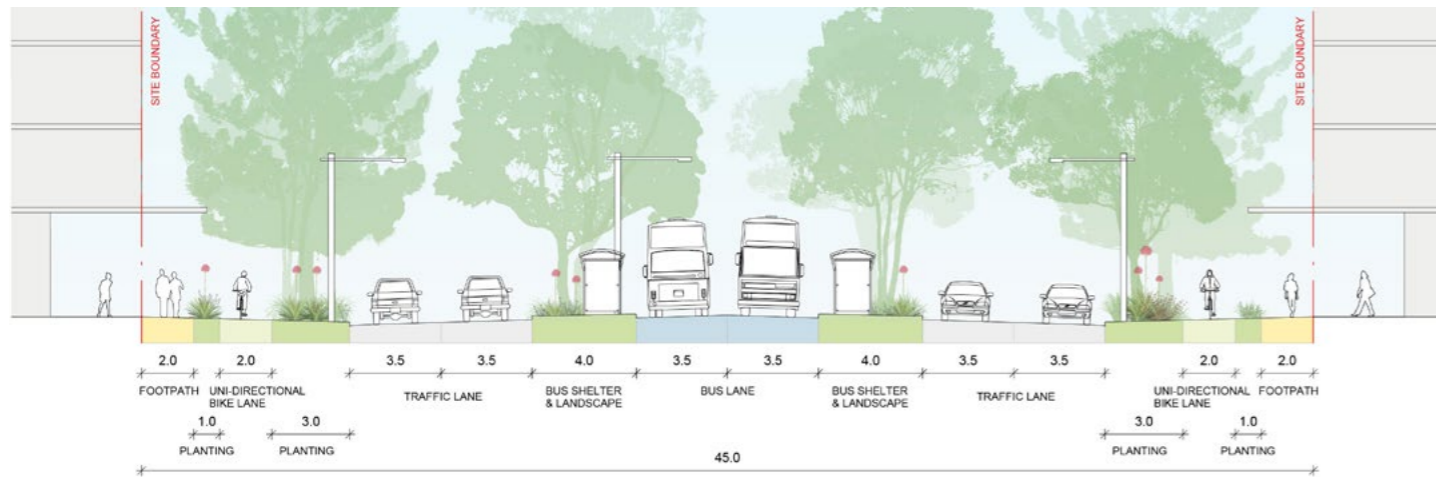 SITE BOUNDARY
SITE BOUNDARY
2.0
2.0
3.5
3.5
4.0
3.5
3.5
4.0
3.5
3.5
2.0
2.0
FOOTPATH
UNI-DIRECTIONAL
BIKE LANE
TRAFFIC LANE
BUS SHELTER
& LANDSCAPE
BUS LANE
BUS SHELTER
& LANDSCAPE
TRAFFIC LANE
UNI-DIRECTIONAL
BIKE LANE
FOOTPATH
1.0
3.0
3.0
1.0
PLANTING
PLANTING
PLANTING
PLANTING
45.0